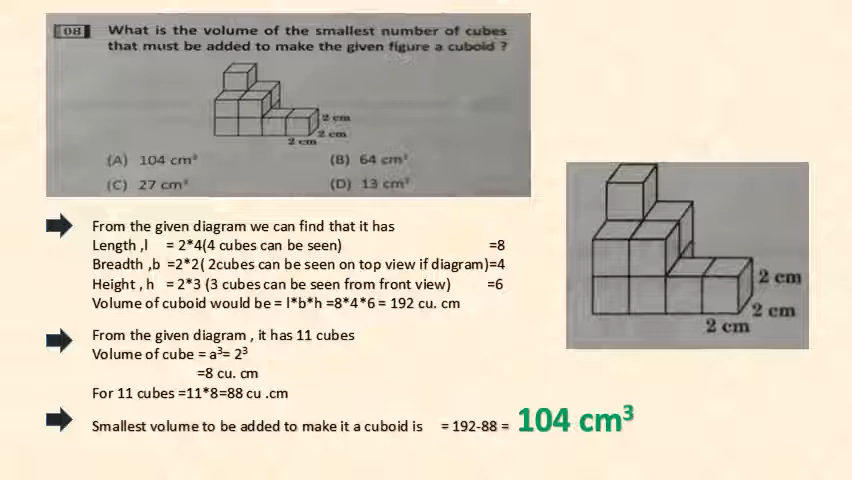 08 What is the volume of the smallest number of cubes
that must be added to make the given figure a cuboid ?
2 cm
2 cm
2 cm
(A) 104 cm³ (B) 64 cm³
(C) 27 cm³ (D) 13 cm³
2 cm
2 cm
2 cm
From the given diagram we can find that it has
Length ,l = 2*4(4 cubes can be seen) =8
Breadth ,b =2*2( 2cubes can be seen on top view if diagram)=4
Height , h = 2*3 (3 cubes can be seen from front view) =6
Volume of cuboid would be = l*b*h =8*4*6 = 192 cu. cm
From the given diagram , it has 11 cubes
Volume of cube = a³= 2³
=8 cu. cm
For 11 cubes =11*8=88 cu .cm
Smallest volume to be added to make it a cuboid is = 192-88 = 104 cm³